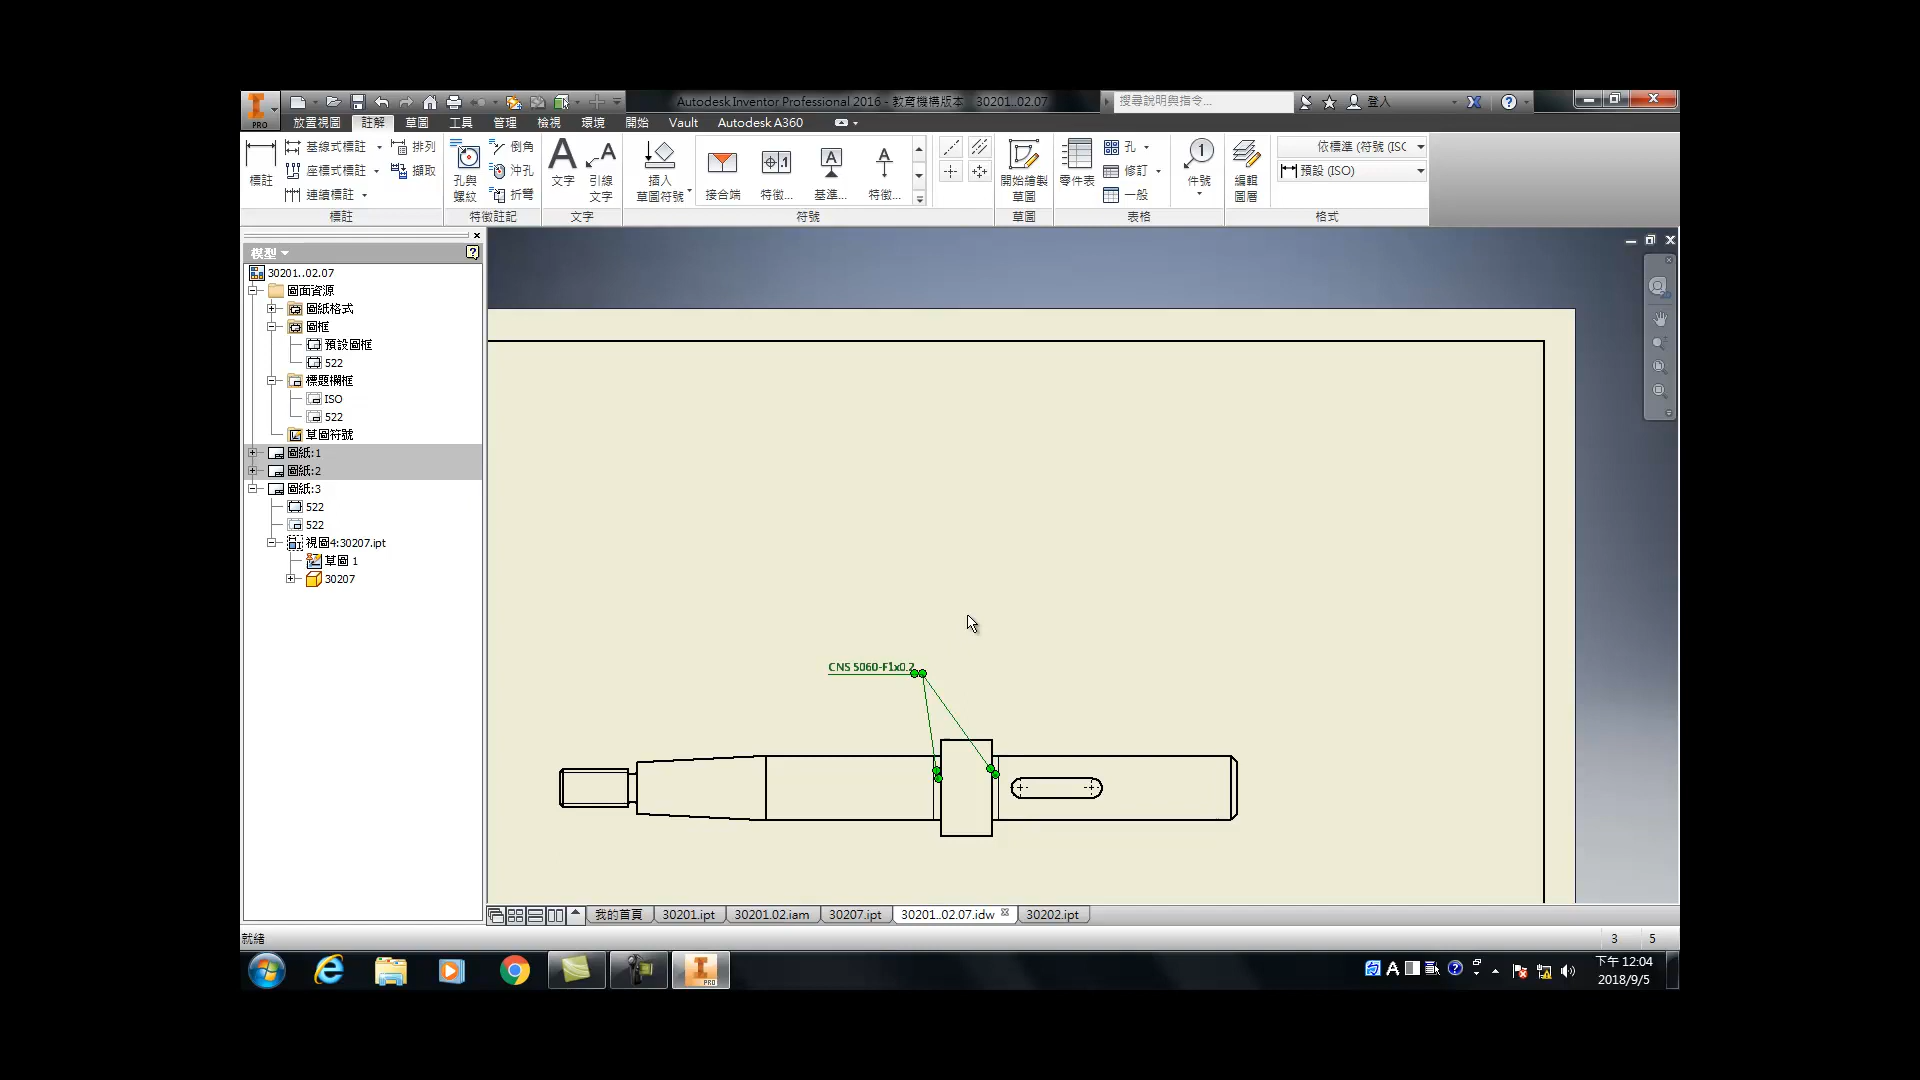 Autodesk Inventor Professional 2016 - 教育機構版本 30201..02.07
搜尋說明與指令...
登入
PRO
放置視圖 註解 草圖 工具 管理 檢視 環境 開始 Vault Autodesk A360
標註
基線式標註
座標式標註
連續標註
排列
擷取
標註
孔與
螺紋
倒角
沖孔
折彎
特徵註記
文字
引線
文字
文字
插入
草圖符號
接合端
特徵...
基準...
特徵...
符號
開始繪製
草圖
草圖
零件表
孔
修訂
一般
表格
件號
編輯
圖層
依標準 (符號 (ISC
預設 (ISO)
格式
模型
30201..02.07
圖面資源
圖紙格式
圖框
預設圖框
522
標題欄框
ISO
522
草圖符號
圖紙:1
圖紙:2
圖紙:3
522
522
視圖4:30207.ipt
草圖 1
30207
CNS 5060-F1x0.2
我的首頁 30201.ipt 30201.02.iam 30207.ipt 30201..02.07.idw 30202.ipt
就緒
3 5
下午 12:04
2018/9/5